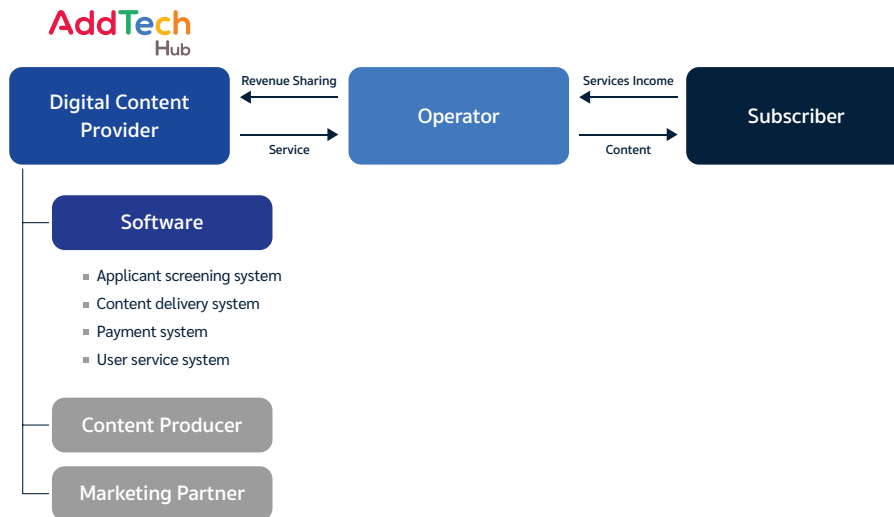 AddTech
Hub
Digital Content
Provider
Revenue Sharing
Service
Operator
Services Income
Content
Subscriber
Software
Applicant screening system
Content delivery system
Payment system
User service system
Content Producer
Marketing Partner